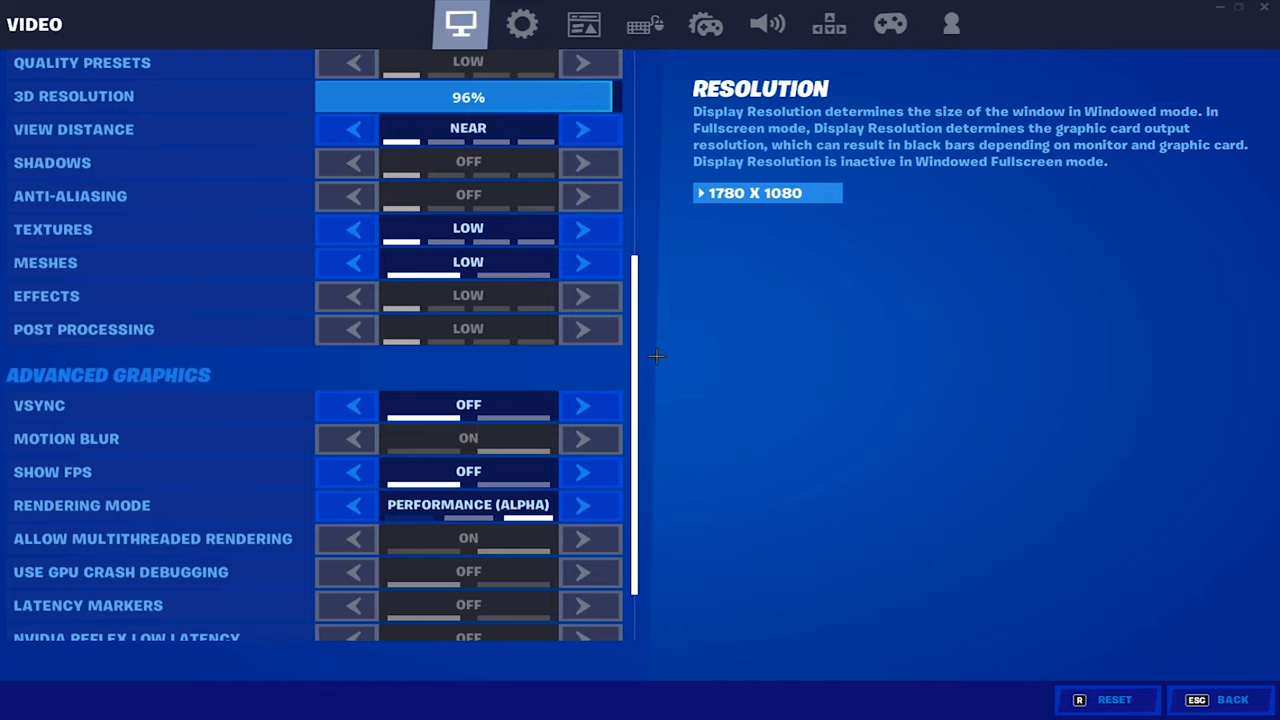 VIDEO
QUALITY PRESETS LOW
3D RESOLUTION 96%
VIEW DISTANCE NEAR
SHADOWS OFF
ANTI-ALIASING OFF
TEXTURES LOW
MESHES LOW
EFFECTS LOW
POST PROCESSING LOW
ADVANCED GRAPHICS
VSYNC OFF
MOTION BLUR ON
SHOW FPS OFF
RENDERING MODE PERFORMANCE (ALPHA)
ALLOW MULTITHREADED RENDERING ON
USE GPU CRASH DEBUGGING OFF
LATENCY MARKERS OFF
NVIDIA REFLEX LOW LATENCY OFF
RESOLUTION
Display Resolution determines the size of the window in Windowed mode. In
Fullscreen mode, Display Resolution determines the graphic card output
resolution, which can result in black bars depending on monitor and graphic card.
Display Resolution is inactive in Windowed Fullscreen mode.
1780 X 1080
R RESET
ESC BACK